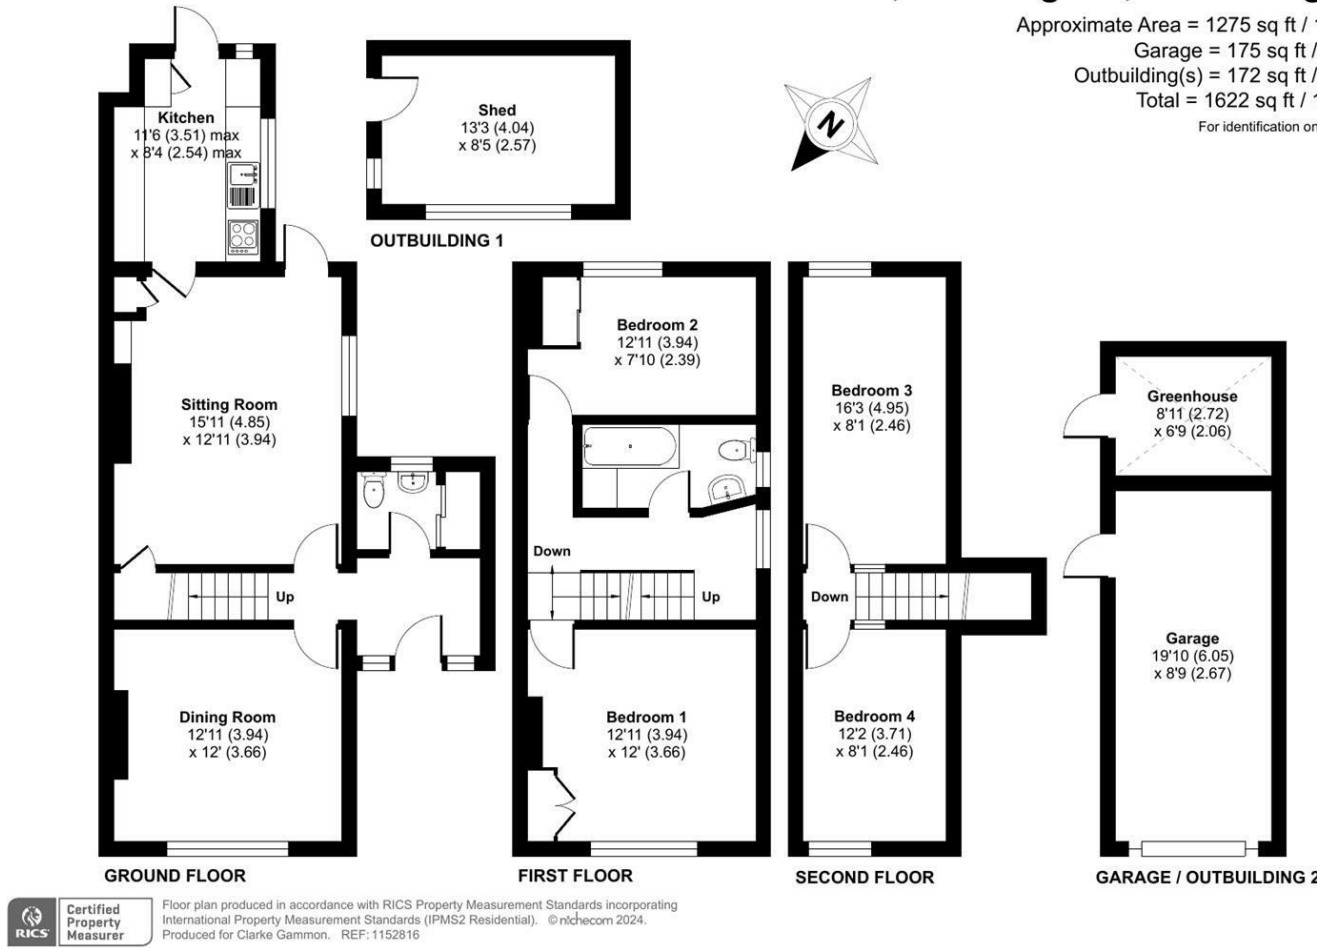 Approximate Area = 1275 sq ft /
Garage = 175 sq ft /
Outbuilding(s) = 172 sq ft /
Total = 1622 sq ft /
For identification
N
Kitchen
11'6 (3.51) max
x 8'4 (2.54) max
Shed
13'3 (4.04)
x 8'5 (2.57)
OUTBUILDING 1
Sitting Room
15'11 (4.85)
x 12'11 (3.94)
Up
Dining Room
12'11 (3.94)
x 12' (3.66)
GROUND FLOOR
Bedroom 2
12'11 (3.94)
x 7'10 (2.39)
Down
Up
Bedroom 1
12'11 (3.94)
x 12' (3.66)
FIRST FLOOR
Bedroom 3
16'3 (4.95)
x 8'1 (2.46)
Down
Bedroom 4
12'2 (3.71)
x 8'1 (2.46)
SECOND FLOOR
Greenhouse
8'11 (2.72)
x 6'9 (2.06)
Garage
19'10 (6.05)
x 8'9 (2.67)
GARAGE / OUTBUILDING 2
RICS
Certified
Property
Measurer
Floor plan produced in accordance with RICS Property Measurement Standards incorporating
International Property Measurement Standards (IPMS2 Residential). © nichecom 2024.
Produced for Clarke Gammon. REF: 1152816